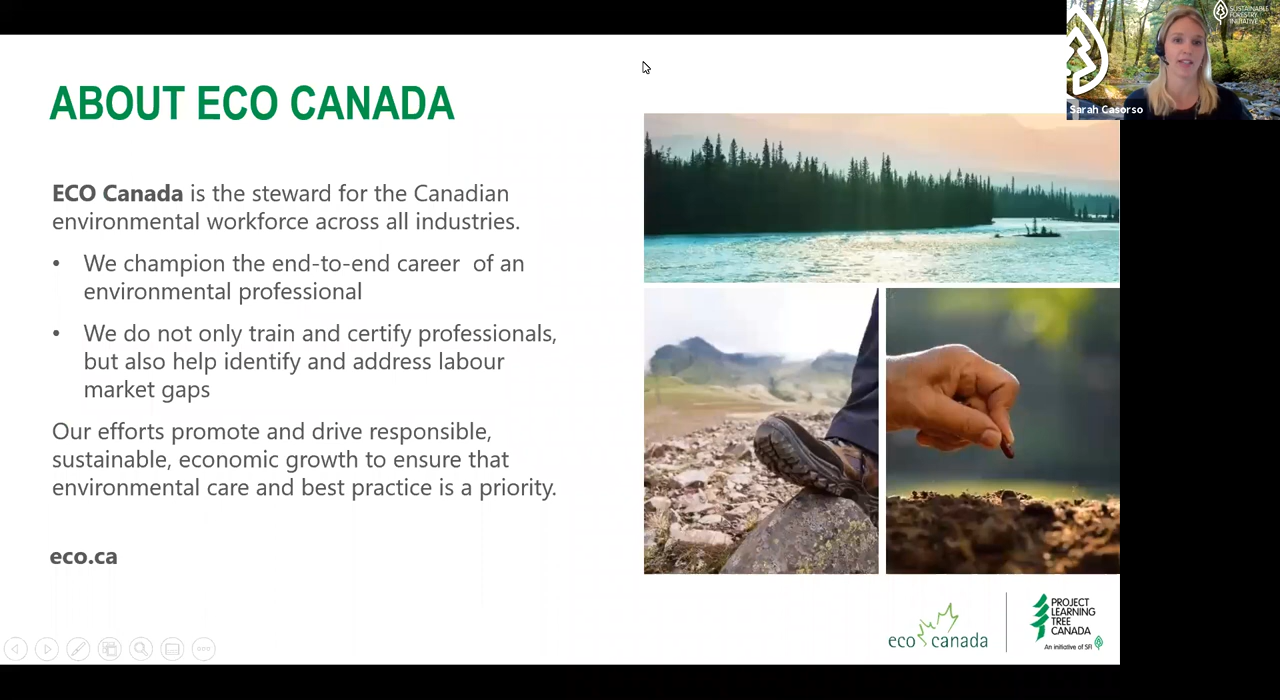 SUSTAINABLE
FORESTRY
INITIATIVE
Sarah Casorso
ABOUT ECO CANADA
ECO Canada is the steward for the Canadian
environmental workforce across all industries.
• We champion the end-to-end career  of an
environmental professional
• We do not only train and certify professionals,
but also help identify and address labour
market gaps
Our efforts promote and drive responsible,
sustainable, economic growth to ensure that
environmental care and best practice is a priority.
eco.ca
eco canada
PROJECT
LEARNING
TREE
CANADA
An initiative of SFI